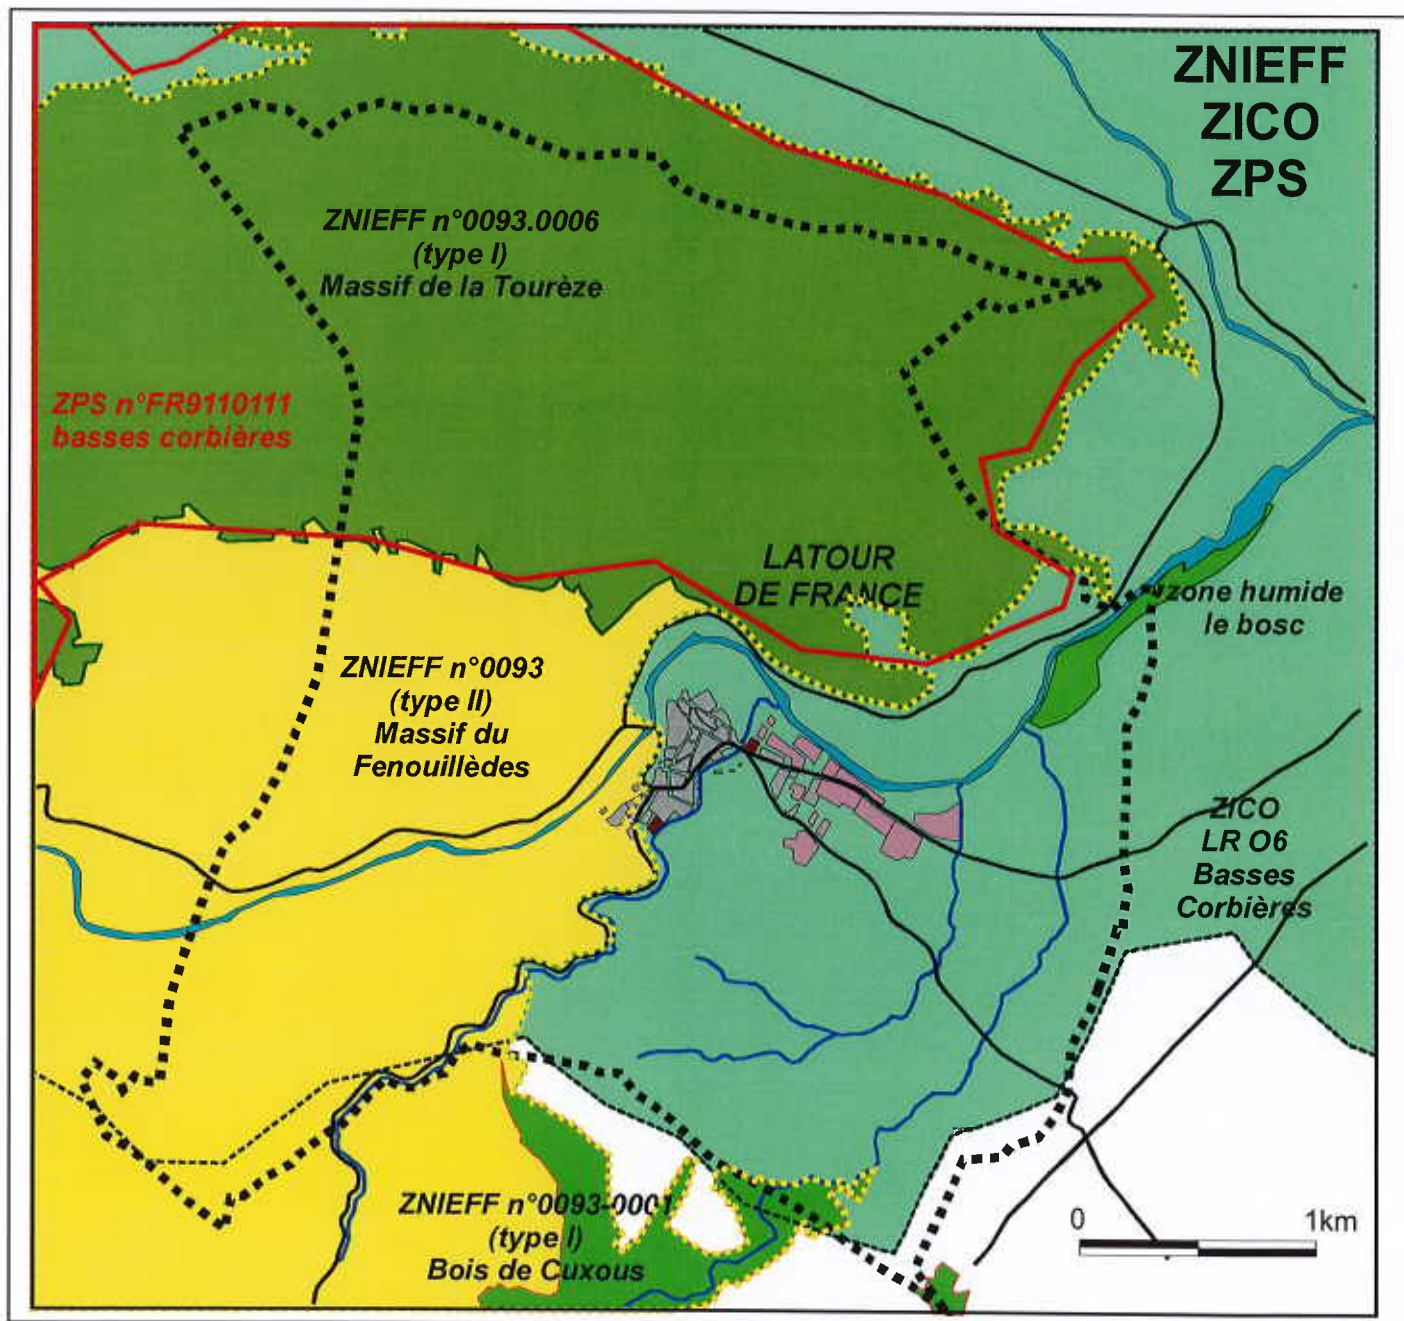 ZNIEFF
ZICO
ZPS
ZNIEFF n°0093.0006
(type I)
Massif de la Tourèze
ZPS n°FR9110111
basses corbières
LATOUR
DE FRANCE
zone humide
le bosc
ZNIEFF n°0093
(type II)
Massif du
Fenouillèdes
ZICO
LR O6
Basses
Corbières
ZNIEFF n°0093-0001
(type I)
Bois de Cuxous
0 1km